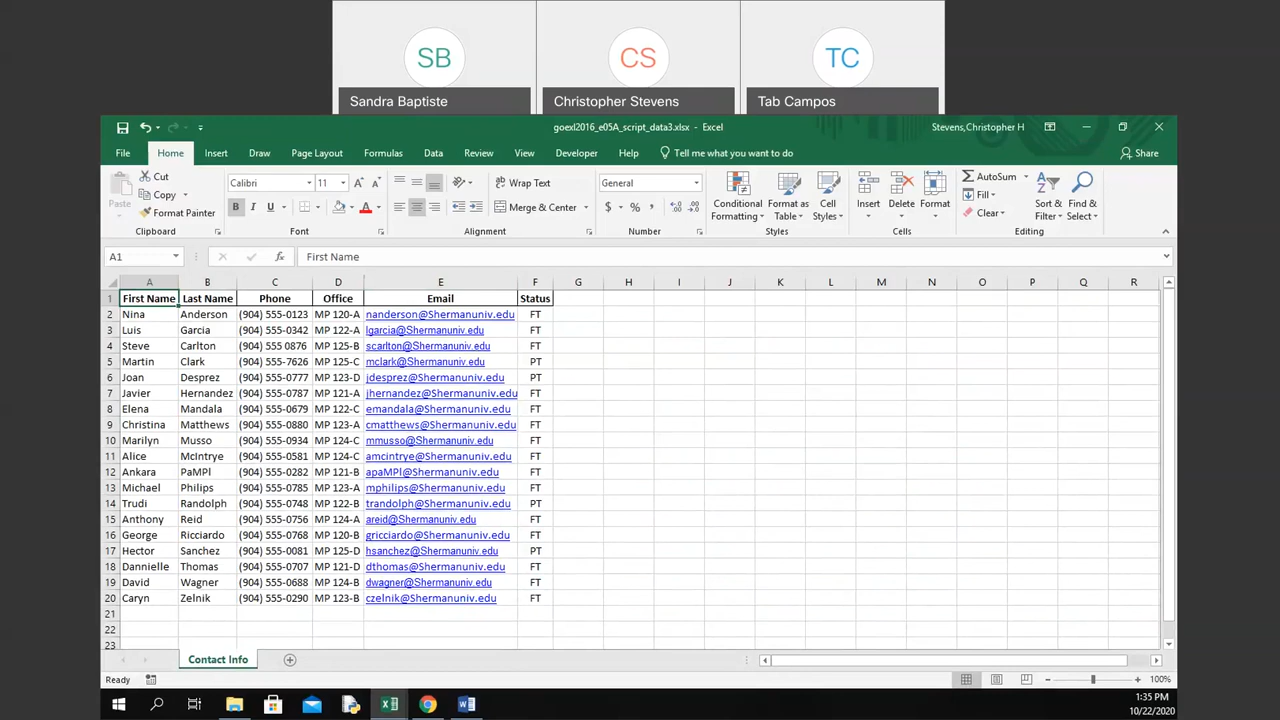 SB CS TC
Sandra Baptiste Christopher Stevens Tab Campos
goexl2016_e05A_script_data3.xlsx - Excel Stevens,Christopher H
File Home Insert Draw Page Layout Formulas Data Review View Developer Help Tell me what you want to do Share
Cut
Copy
Format Painter
Paste
Clipboard
Calibri 11
B I U
Font
Wrap Text
Merge & Center
Alignment
General
$ % ,
Number
Conditional Formatting
Format as Table
Cell Styles
Styles
Insert Delete Format
Cells
AutoSum
Fill
Clear
Sort & Filter
Find & Select
Editing
A1 fx First Name
A B C D E F G H I J K L M N O P Q R
1 First Name Last Name Phone Office Email Status
2 Nina Anderson (904) 555-0123 MP 120-A nanderson@Shermanuniv.edu FT
3 Luis Garcia (904) 555-0342 MP 122-A lgarcia@Shermanuniv.edu FT
4 Steve Carlton (904) 555 0876 MP 125-B scarlton@Shermanuniv.edu FT
5 Martin Clark (904) 555-7626 MP 125-C mclark@Shermanuniv.edu PT
6 Joan Desprez (904) 555-0777 MP 123-D jdesprez@Shermanuniv.edu PT
7 Javier Hernandez (904) 555-0787 MP 121-A jhernandez@Shermanuniv.edu FT
8 Elena Mandala (904) 555-0679 MP 122-C emandala@Shermanuniv.edu FT
9 Christina Matthews (904) 555-0880 MP 123-A cmatthews@Shermanuniv.edu FT
10 Marilyn Musso (904) 555-0934 MP 124-C mmusso@Shermanuniv.edu FT
11 Alice McIntrye (904) 555-0581 MP 124-C amcintrye@Shermanuniv.edu FT
12 Ankara PaMPl (904) 555-0282 MP 121-B apaMPl@Shermanuniv.edu FT
13 Michael Philips (904) 555-0785 MP 123-A mphilips@Shermanuniv.edu FT
14 Trudi Randolph (904) 555-0748 MP 122-B trandolph@Shermanuniv.edu PT
15 Anthony Reid (904) 555-0756 MP 124-A areid@Shermanuniv.edu FT
16 George Ricciardo (904) 555-0768 MP 120-B gricciardo@Shermanuniv.edu FT
17 Hector Sanchez (904) 555-0081 MP 125-D hsanchez@Shermanuniv.edu PT
18 Dannielle Thomas (904) 555-0707 MP 121-D dthomas@Shermanuniv.edu FT
19 David Wagner (904) 555-0688 MP 124-B dwagner@Shermanuniv.edu FT
20 Caryn Zelnik (904) 555-0290 MP 123-B czelnik@Shermanuniv.edu FT
21
22
23
Contact Info
Ready 100%
1:35 PM
10/22/2020